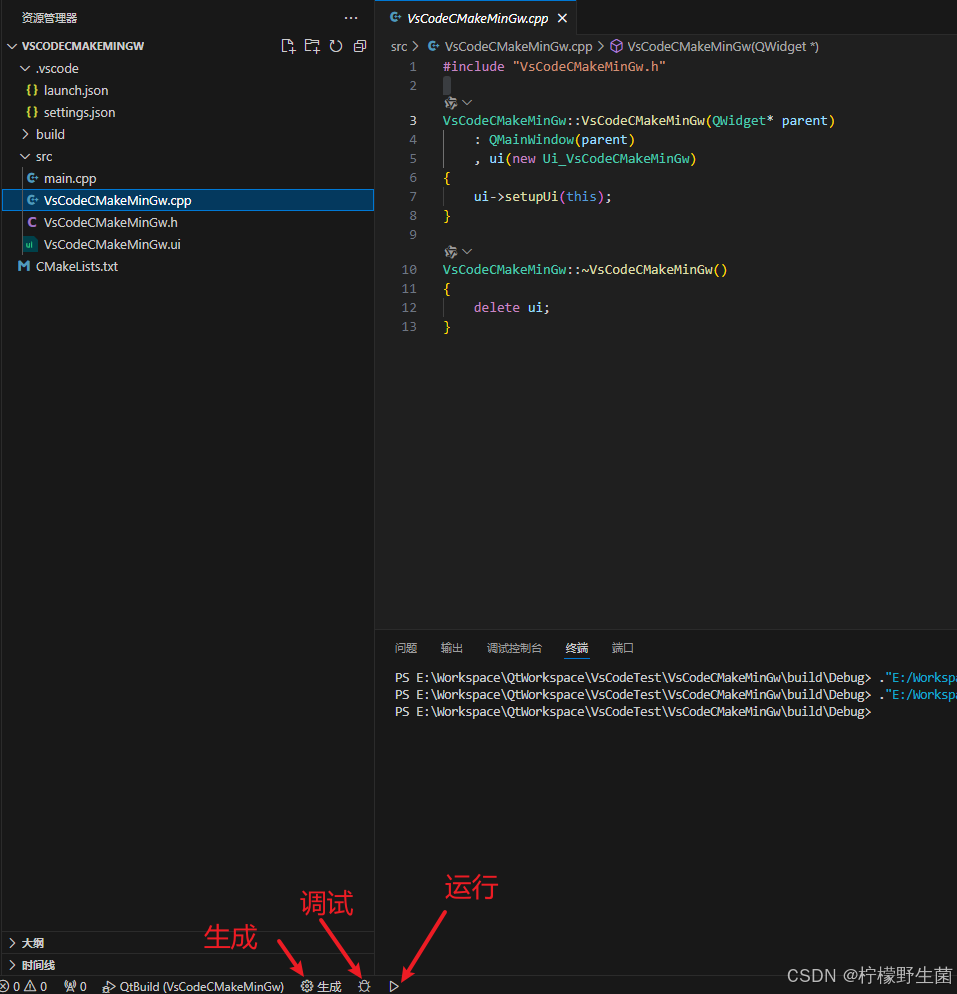 资源管理器
VSCODECMAKEMINGW
.vscode
{} launch.json
{} settings.json
build
src
main.cpp
VsCodeCMakeMinGw.cpp
C VsCodeCMakeMinGw.h
ui VsCodeCMakeMinGw.ui
M CMakeLists.txt
大纲
时间线
VsCodeCMakeMinGw.cpp
src > VsCodeCMakeMinGw.cpp > VsCodeCMakeMinGw(QWidget *)
1 #include "VsCodeCMakeMinGw.h"
2
3 VsCodeCMakeMinGw::VsCodeCMakeMinGw(QWidget* parent)
4 : QMainWindow(parent)
5 , ui(new Ui_VsCodeCMakeMinGw)
6 {
7 ui->setupUi(this);
8 }
9
10 VsCodeCMakeMinGw::~VsCodeCMakeMinGw()
11 {
12 delete ui;
13 }
问题 输出 调试控制台 终端 端口
PS E:\Workspace\QtWorkspace\VsCodeTest\VsCodeCMakeMinGw\build\Debug> ."E:/Workspa
PS E:\Workspace\QtWorkspace\VsCodeTest\VsCodeCMakeMinGw\build\Debug> ."E:/Workspa
PS E:\Workspace\QtWorkspace\VsCodeTest\VsCodeCMakeMinGw\build\Debug>
运行
调试
生成
0 0 0 QtBuild (VsCodeCMakeMinGw) 生成
CSDN @柠檬野生菌